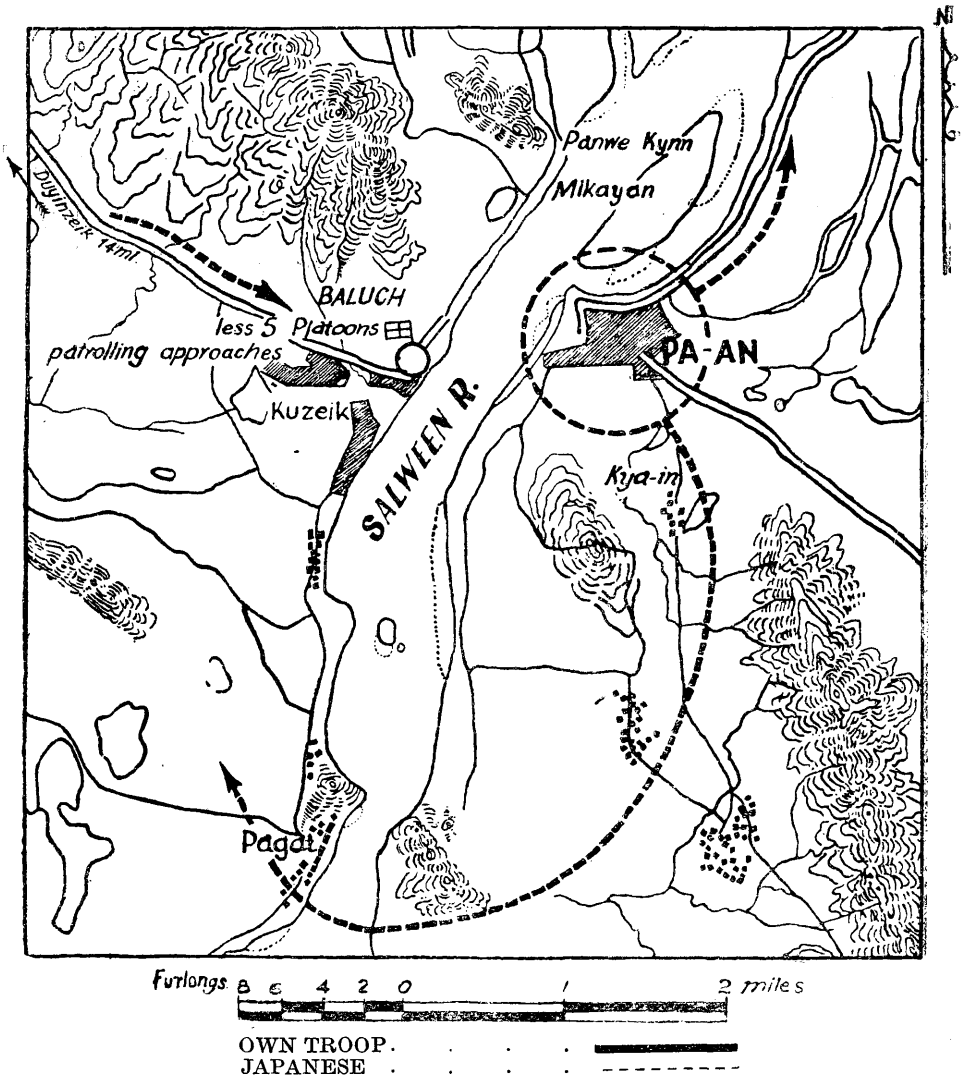 N
Panwe Kynn
Mikayan
Duyinzeik 14ml.
BALUCH
less 5 Platoons
patrolling approaches
PA-AN
Kuzeik
SALWEEN R.
Kya-in
Pagat
Furlongs 8 6 4 2 0 1 2 miles
OWN TROOP . . . .
JAPANESE . . . .